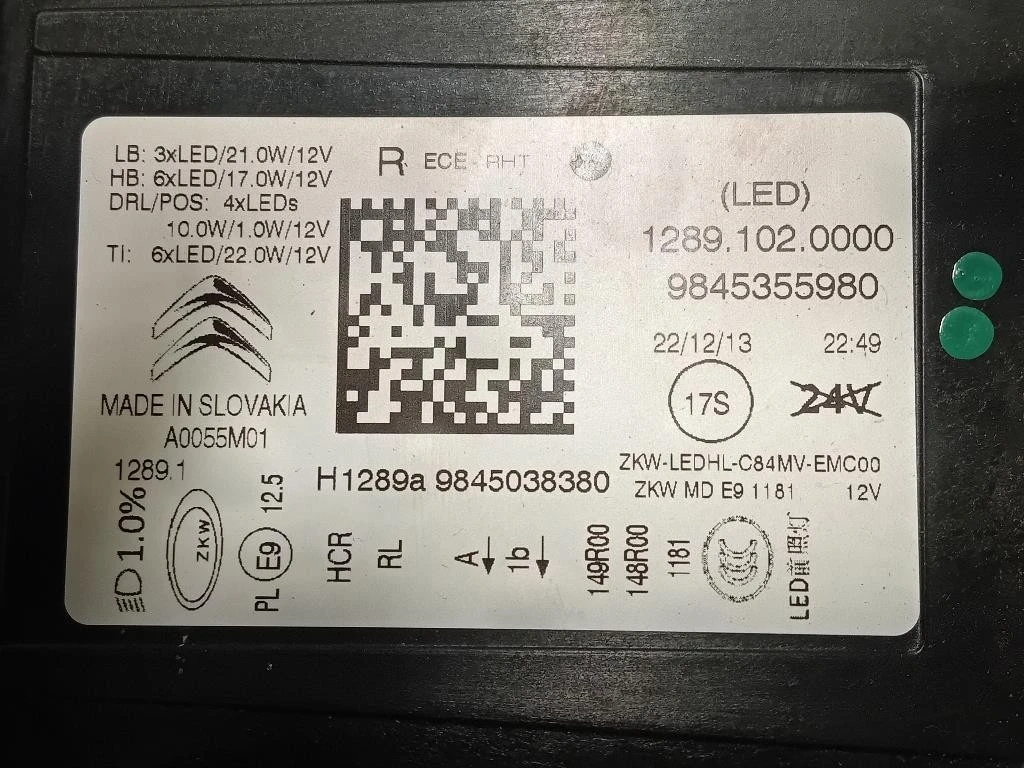 LB: 3xLED/21.0W/12V
HB: 6xLED/17.0W/12V
DRL/POS: 4xLEDs
10.0W/1.0W/12V
TI: 6xLED/22.0W/12V
MADE IN SLOVAKIA
A0055M01
1289.1
R ECE RHT
(LED)
1289.102.0000
9845355980
22/12/13 22:49
17S
24V
H1289a 9845038380
ZKW-LEDHL-C84MV-EMC00
ZKW MD E9 1181 12V
1.0%
ZKW
PL E9 12.5
HCR
RL
A
1b
149R00
148R00
1181
LED前照灯